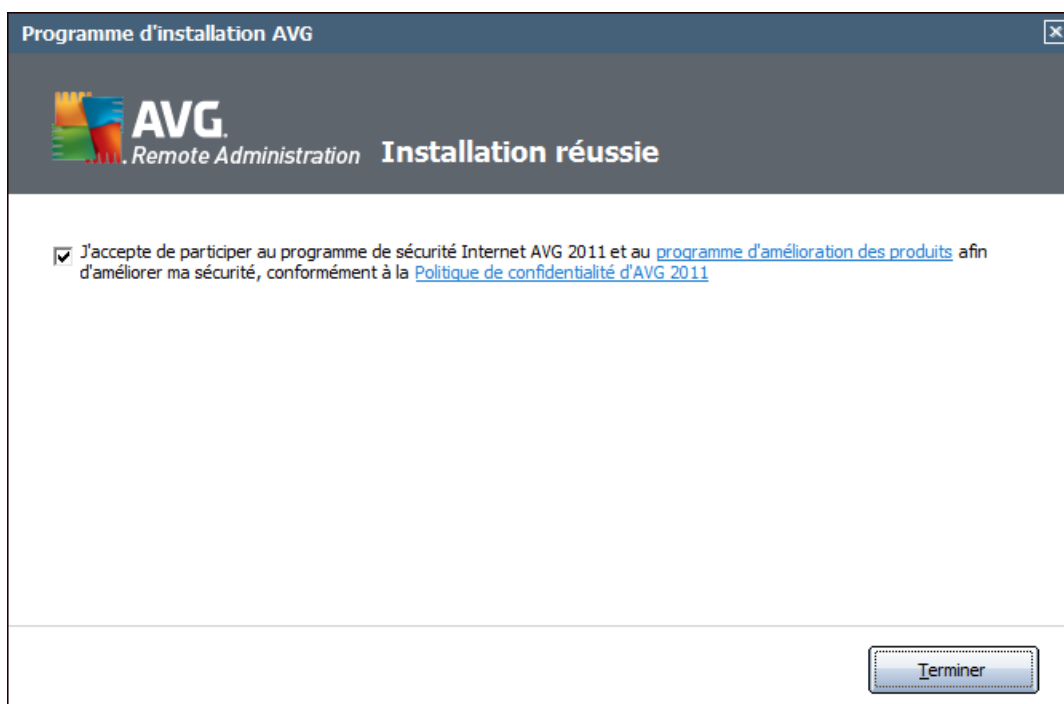 Programme d'installation AVG
AVG.
Remote Administration Installation réussie
J'accepte de participer au programme de sécurité Internet AVG 2011 et au programme d'amélioration des produits afin
d'améliorer ma sécurité, conformément à la Politique de confidentialité d'AVG 2011
Terminer